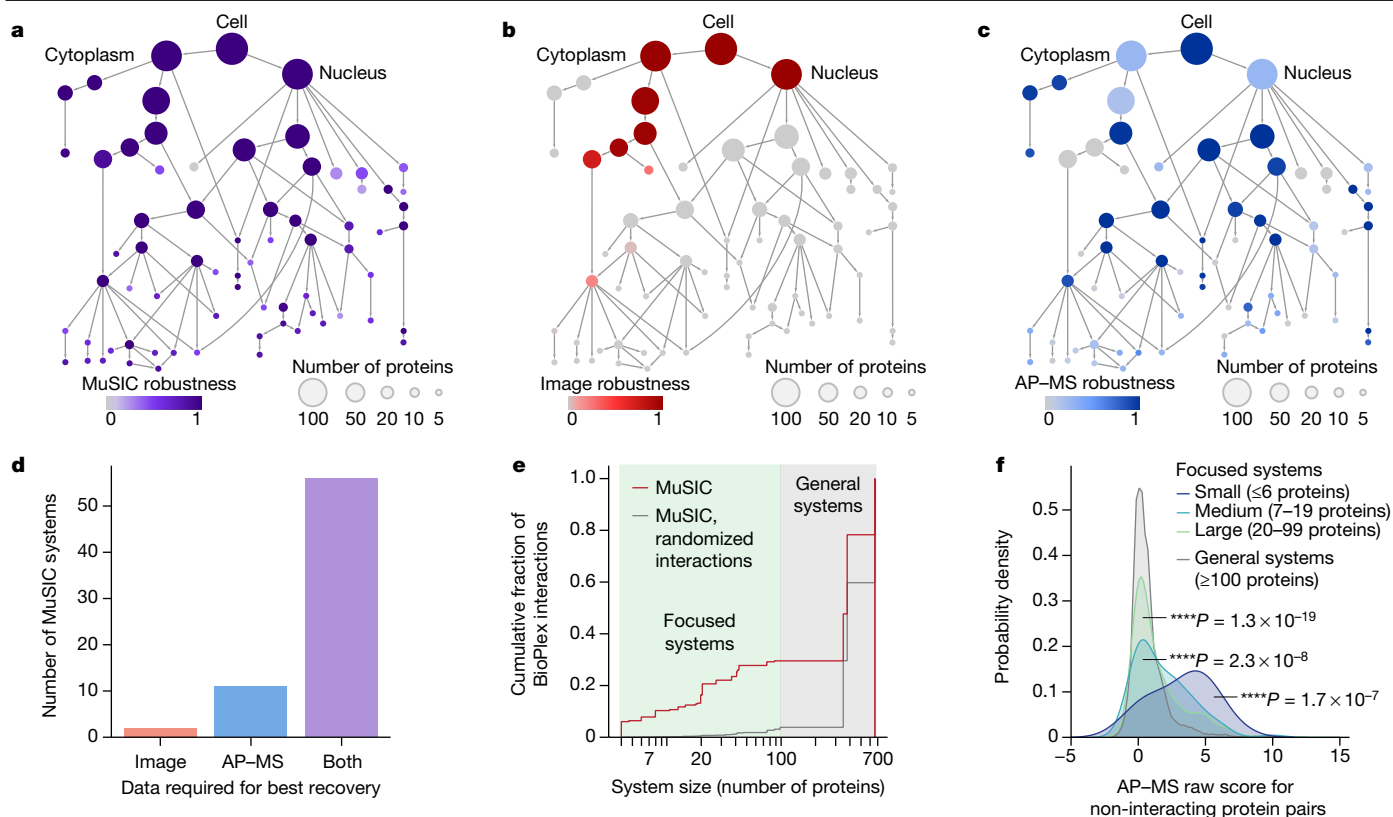 a
Cell
Cytoplasm
Nucleus
MuSIC robustness
0 1
Number of proteins
100 50 20 10 5
b
Cell
Cytoplasm
Nucleus
Image robustness
0 1
Number of proteins
100 50 20 10 5
c
Cell
Cytoplasm
Nucleus
AP–MS robustness
0 1
Number of proteins
100 50 20 10 5
d
Number of MuSIC systems
50
40
30
20
10
0
Image AP–MS Both
Data required for best recovery
e
Cumulative fraction of
BioPlex interactions
1.0
0.8
0.6
0.4
0.2
0
MuSIC
MuSIC,
randomized
interactions
Focused
systems
General
systems
7 20 100 700
System size (number of proteins)
f
Probability density
0.5
0.4
0.3
0.2
0.1
0
Focused systems
Small (≤6 proteins)
Medium (7–19 proteins)
Large (20–99 proteins)
General systems
(≥100 proteins)
****P = 1.3 × 10⁻¹⁹
****P = 2.3 × 10⁻⁸
****P = 1.7 × 10⁻⁷
−5 0 5 10 15
AP–MS raw score for
non-interacting protein pairs